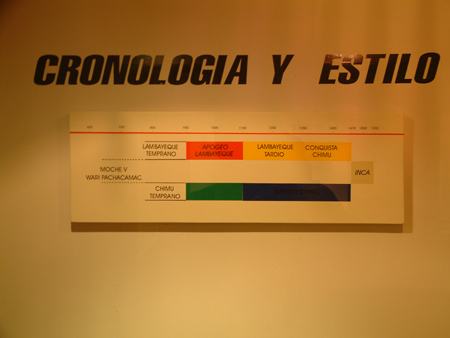 CRONOLOGIA Y ESTILO
LAMBAYEQUE
TEMPRANO
APOGEO
LAMBAYEQUE
LAMBAYEQUE
TARDIO
CONQUISTA
CHIMU
MOCHE V
WARI PACHACAMAC
INCA
CHIMU
TEMPRANO